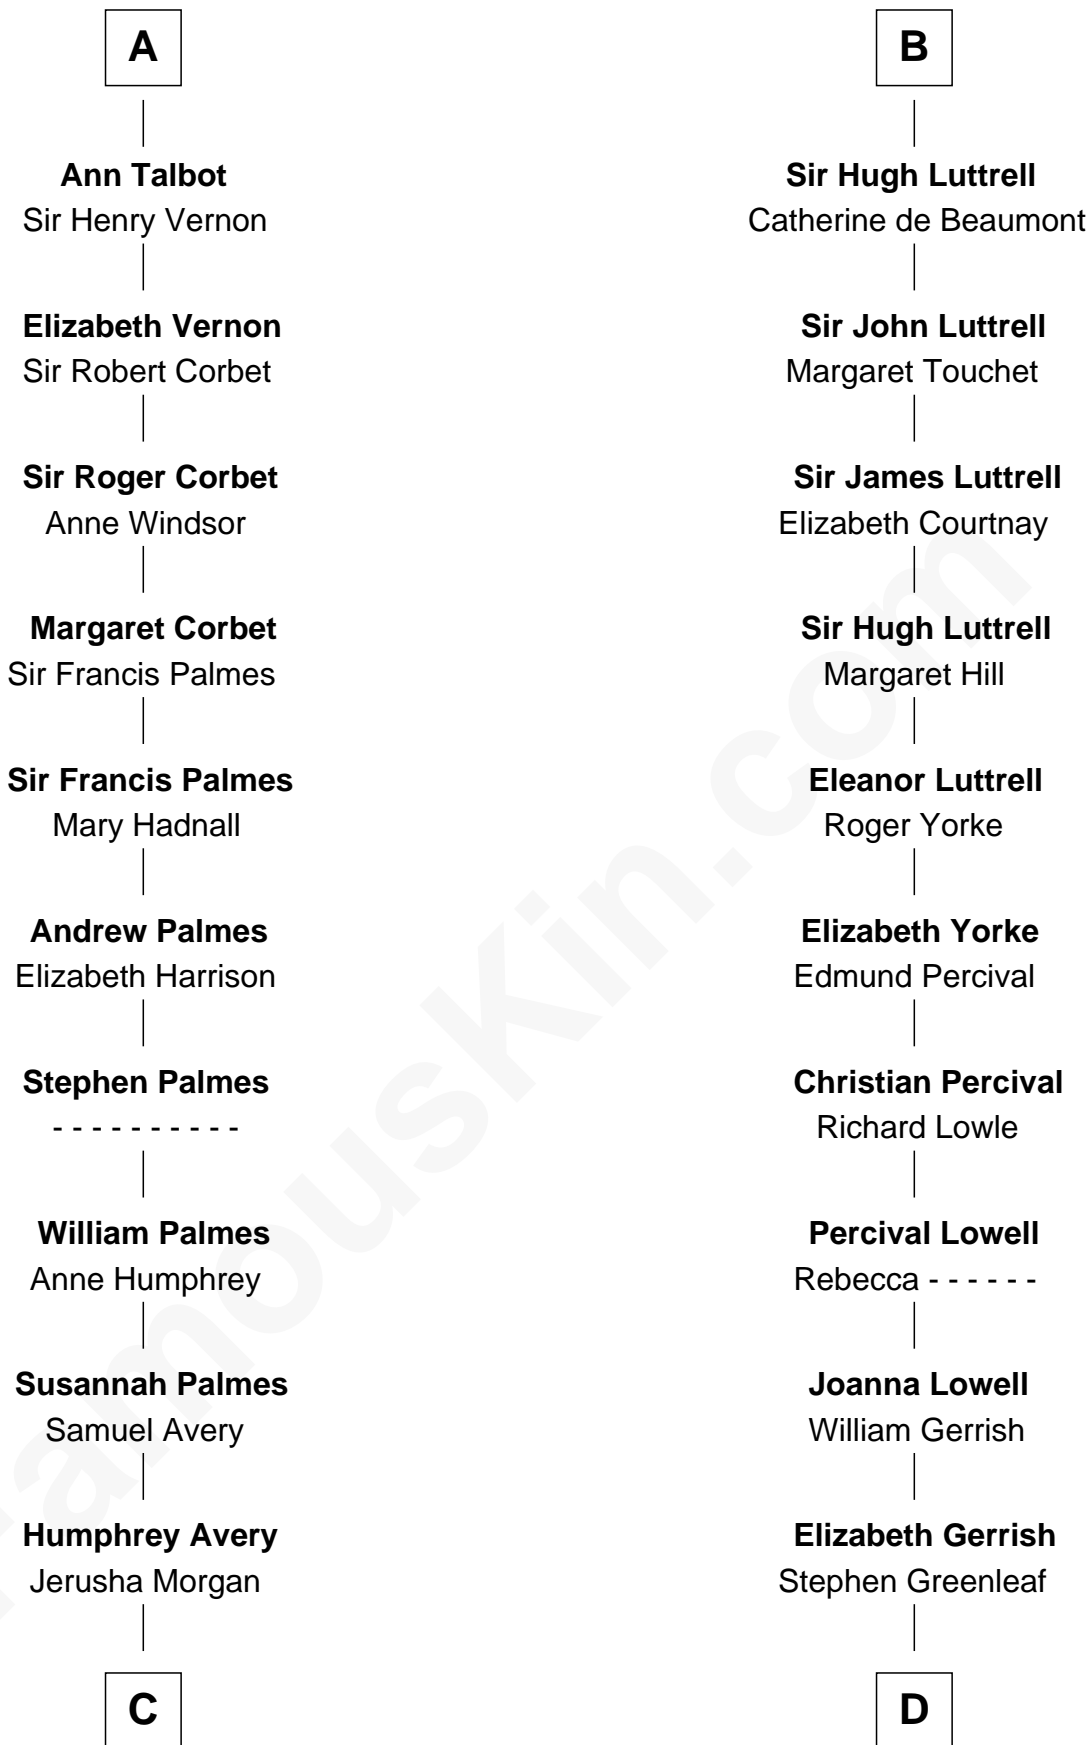 A
Ann Talbot
Sir Henry Vernon
Elizabeth Vernon
Sir Robert Corbet
Sir Roger Corbet
Anne Windsor
Margaret Corbet
Sir Francis Palmes
Sir Francis Palmes
Mary Hadnall
Andrew Palmes
Elizabeth Harrison
Stephen Palmes
- - - - - - - - - -
William Palmes
Anne Humphrey
Susannah Palmes
Samuel Avery
Humphrey Avery
Jerusha Morgan
C
B
Sir Hugh Luttrell
Catherine de Beaumont
Sir John Luttrell
Margaret Touchet
Sir James Luttrell
Elizabeth Courtnay
Sir Hugh Luttrell
Margaret Hill
Eleanor Luttrell
Roger Yorke
Elizabeth Yorke
Edmund Percival
Christian Percival
Richard Lowle
Percival Lowell
Rebecca - - - - - -
Joanna Lowell
William Gerrish
Elizabeth Gerrish
Stephen Greenleaf
D
FamousKin.com